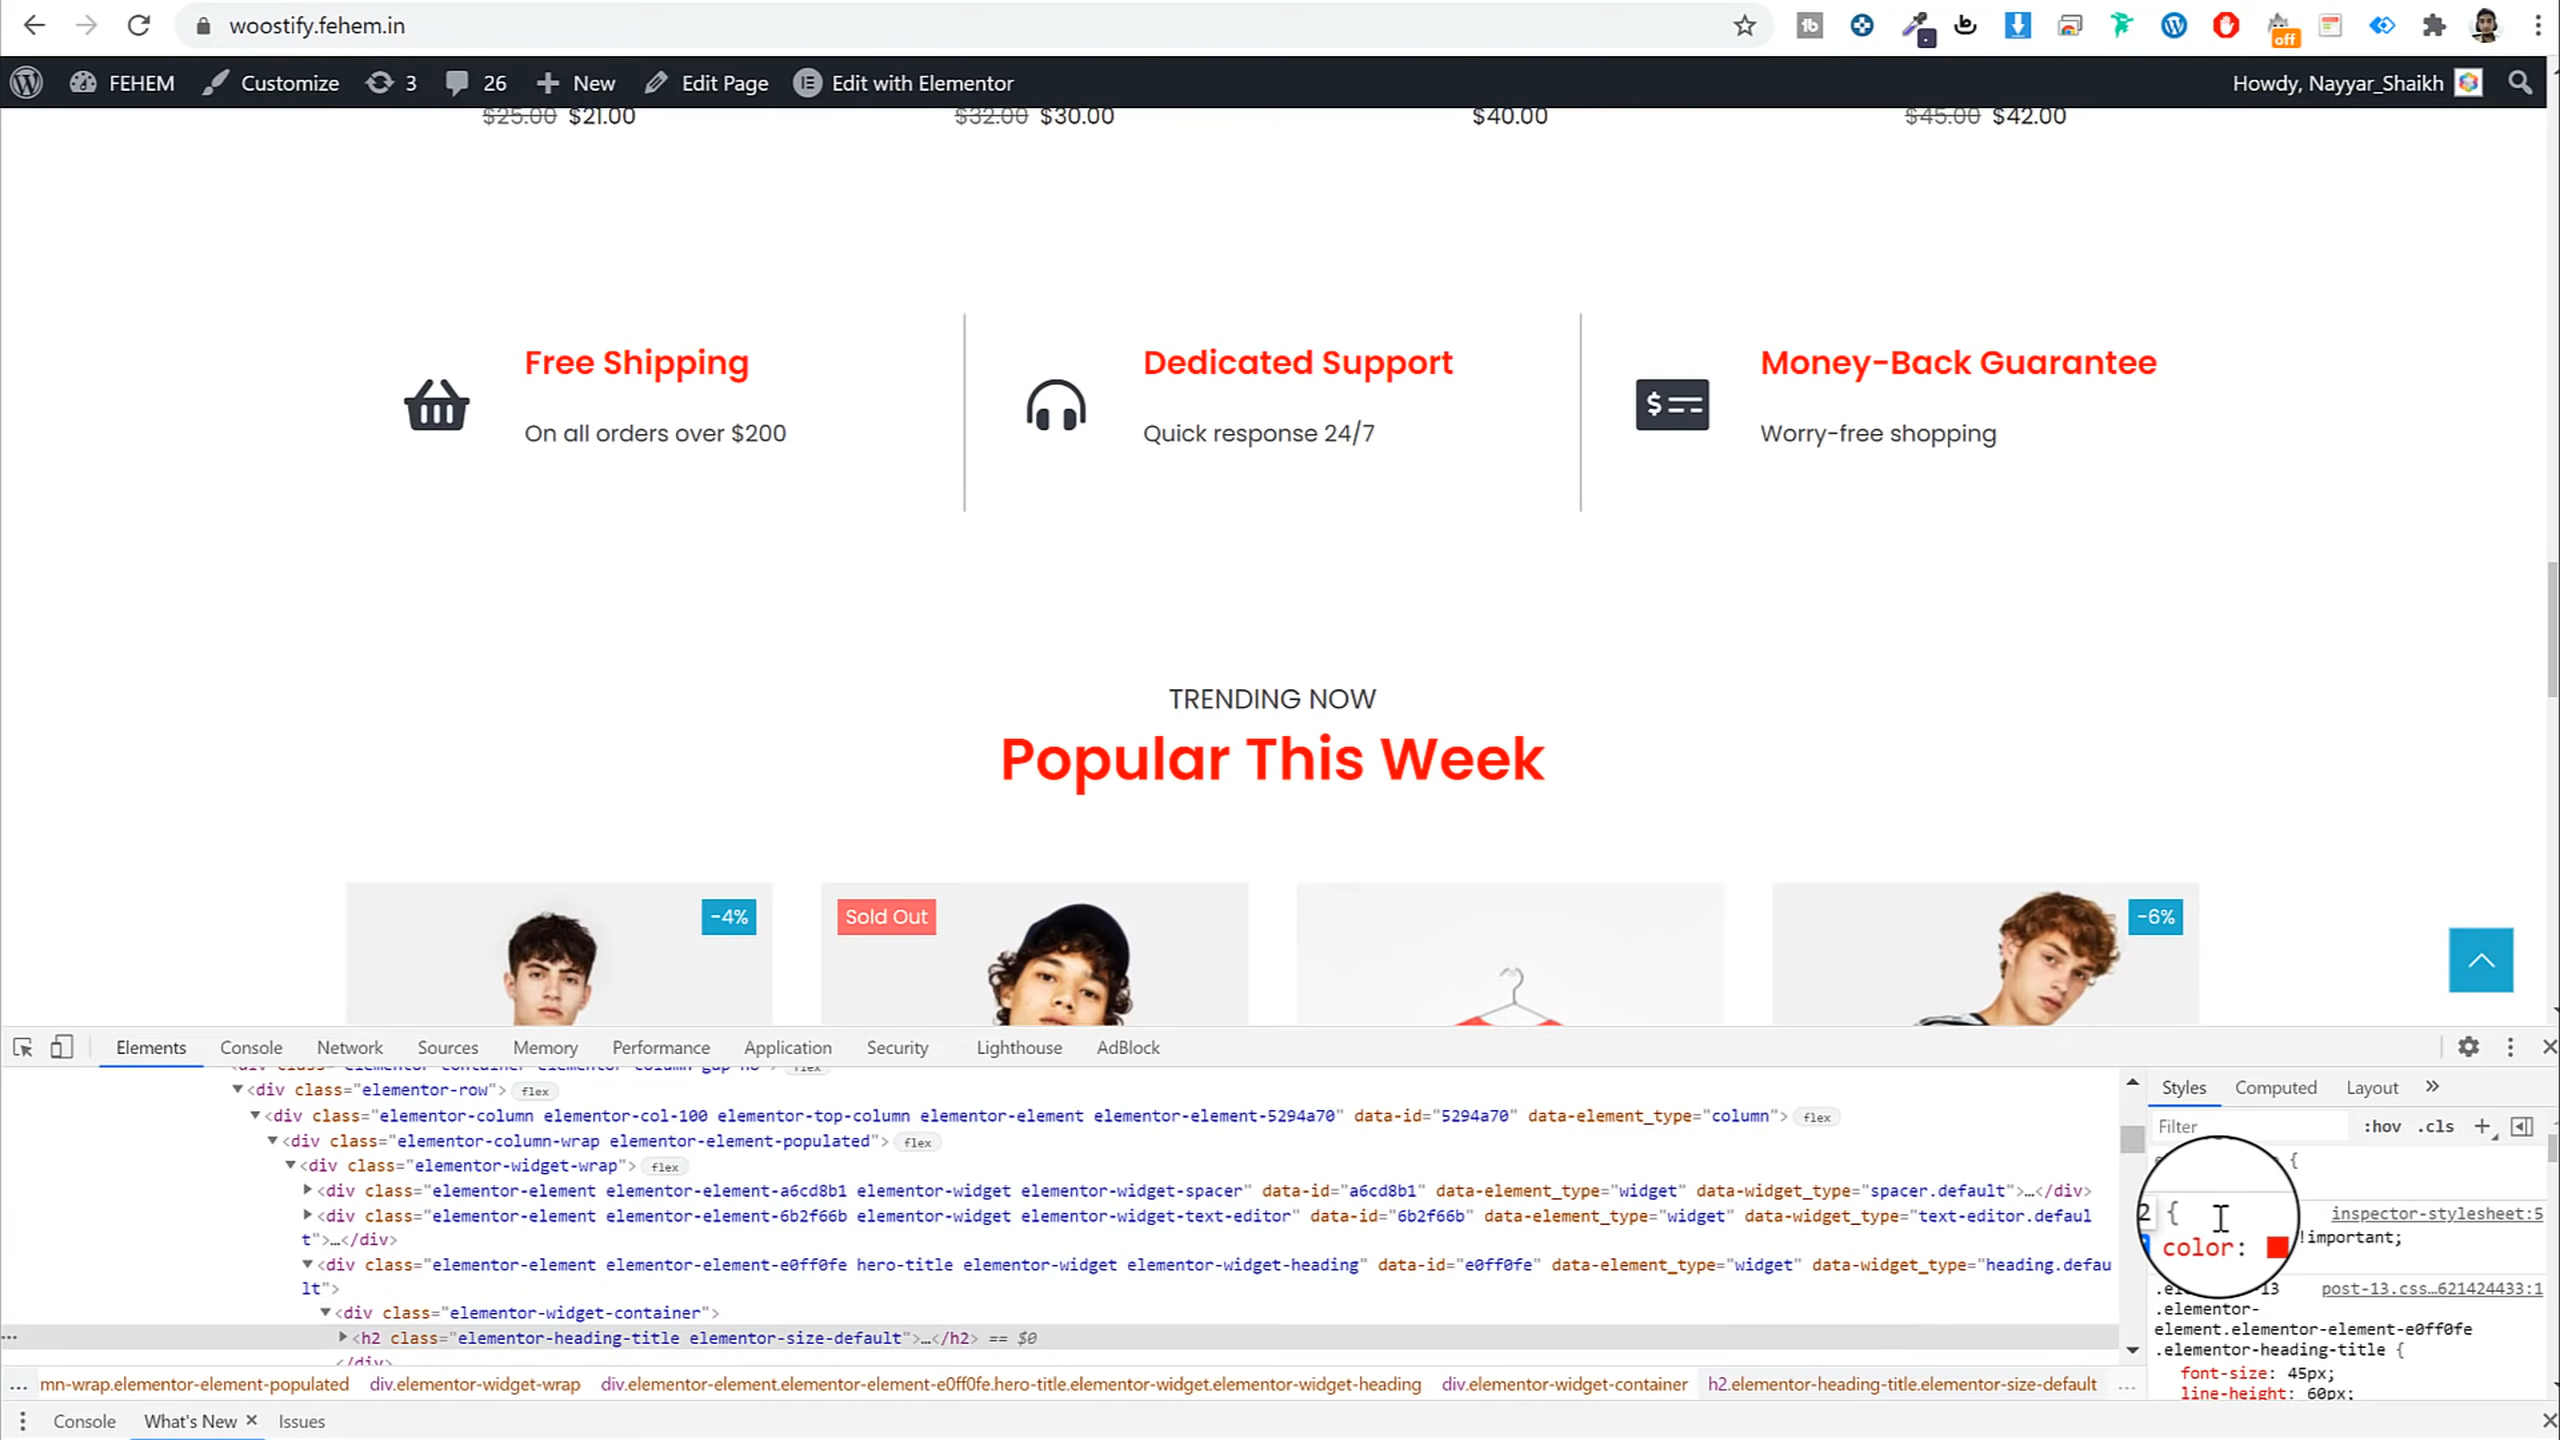 woostify.fehem.in
off
FEHEM Customize 3 26 New Edit Page Edit with Elementor Howdy, Nayyar_Shaikh
$25.00 $21.00 $32.00 $30.00 $40.00 $45.00 $42.00
Free Shipping
On all orders over $200
Dedicated Support
Quick response 24/7
Money-Back Guarantee
Worry-free shopping
TRENDING NOW
Popular This Week
-4%
Sold Out
-6%
Elements Console Network Sources Memory Performance Application Security Lighthouse AdBlock
<div class="elementor-row"> flex
<div class="elementor-column elementor-col-100 elementor-top-column elementor-element elementor-element-5294a70" data-id="5294a70" data-element_type="column"> flex
<div class="elementor-column-wrap elementor-element-populated"> flex
<div class="elementor-widget-wrap"> flex
<div class="elementor-element elementor-element-a6cd8b1 elementor-widget elementor-widget-spacer" data-id="a6cd8b1" data-element_type="widget" data-widget_type="spacer.default">…</div>
<div class="elementor-element elementor-element-6b2f66b elementor-widget elementor-widget-text-editor" data-id="6b2f66b" data-element_type="widget" data-widget_type="text-editor.defaul
t">…</div>
<div class="elementor-element elementor-element-e0ff0fe hero-title elementor-widget elementor-widget-heading" data-id="e0ff0fe" data-element_type="widget" data-widget_type="heading.defau
lt">
<div class="elementor-widget-container">
<h2 class="elementor-heading-title elementor-size-default">…</h2> == $0
</div>
… mn-wrap.elementor-element-populated div.elementor-widget-wrap div.elementor-element.elementor-element-e0ff0fe.hero-title.elementor-widget.elementor-widget-heading div.elementor-widget-container h2.elementor-heading-title.elementor-size-default …
Styles Computed Layout »
Filter :hov .cls +
{
2 { inspector-stylesheet:5
color: !important;
post-13.css…621424433:1
.elementor-
element.elementor-element-e0ff0fe
.elementor-heading-title {
font-size: 45px;
line-height: 60px;
Console What's New × Issues